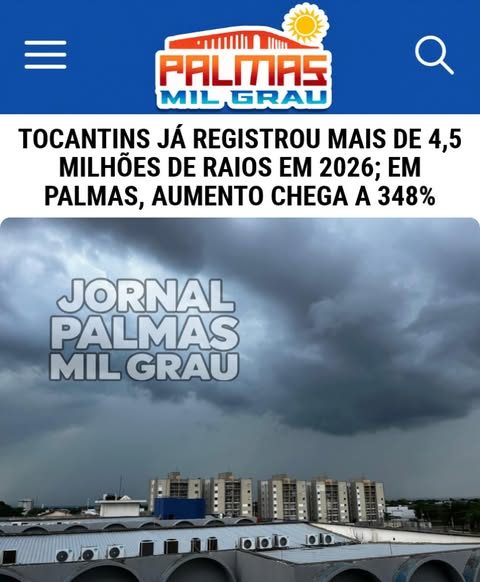 PALMAS
MIL GRAU
TOCANTINS JÁ REGISTROU MAIS DE 4,5
MILHÕES DE RAIOS EM 2026; EM
PALMAS, AUMENTO CHEGA A 348%
JORNAL
PALMAS
MIL GRAU